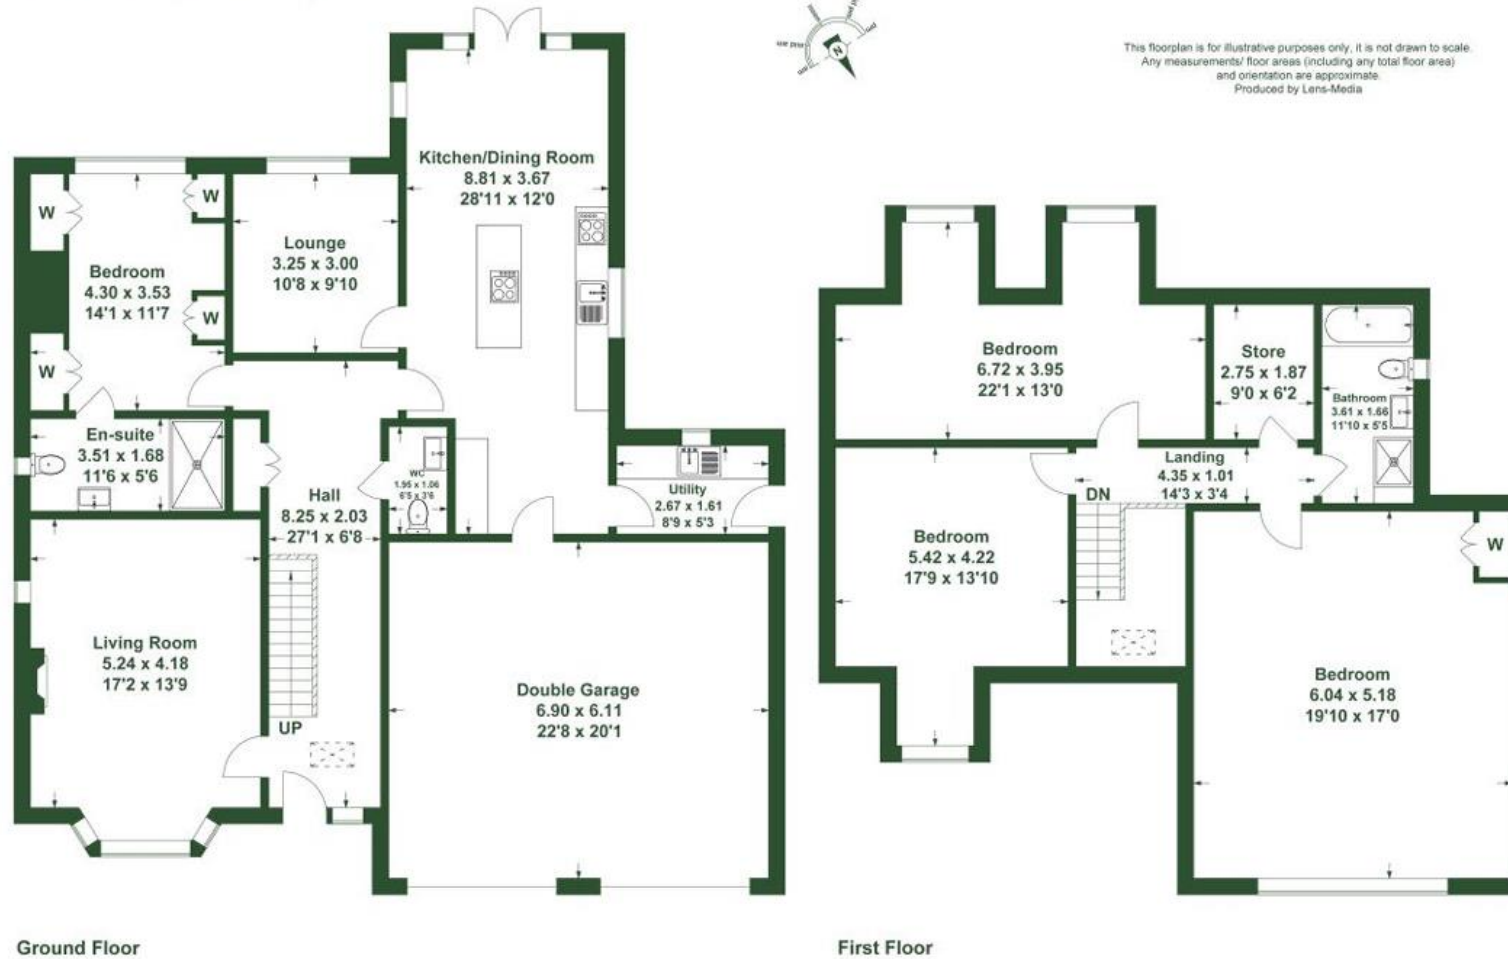 This floorplan is for illustrative purposes only, it is not drawn to scale.
Any measurements/ floor areas (including any total floor area)
and orientation are approximate.
Produced by Lens-Media
N
Kitchen/Dining Room
8.81 x 3.67
28'11 x 12'0
W
W
Bedroom
4.30 x 3.53
14'1 x 11'7
W
W
Lounge
3.25 x 3.00
10'8 x 9'10
En-suite
3.51 x 1.68
11'6 x 5'6
Hall
8.25 x 2.03
27'1 x 6'8
WC
1.95 x 1.06
6'5 x 3'6
Utility
2.67 x 1.61
8'9 x 5'3
Living Room
5.24 x 4.18
17'2 x 13'9
UP
Double Garage
6.90 x 6.11
22'8 x 20'1
Ground Floor
Bedroom
6.72 x 3.95
22'1 x 13'0
Store
2.75 x 1.87
9'0 x 6'2
Bathroom
3.61 x 1.66
11'10 x 5'5
Landing
4.35 x 1.01
14'3 x 3'4
DN
Bedroom
5.42 x 4.22
17'9 x 13'10
W
Bedroom
6.04 x 5.18
19'10 x 17'0
First Floor